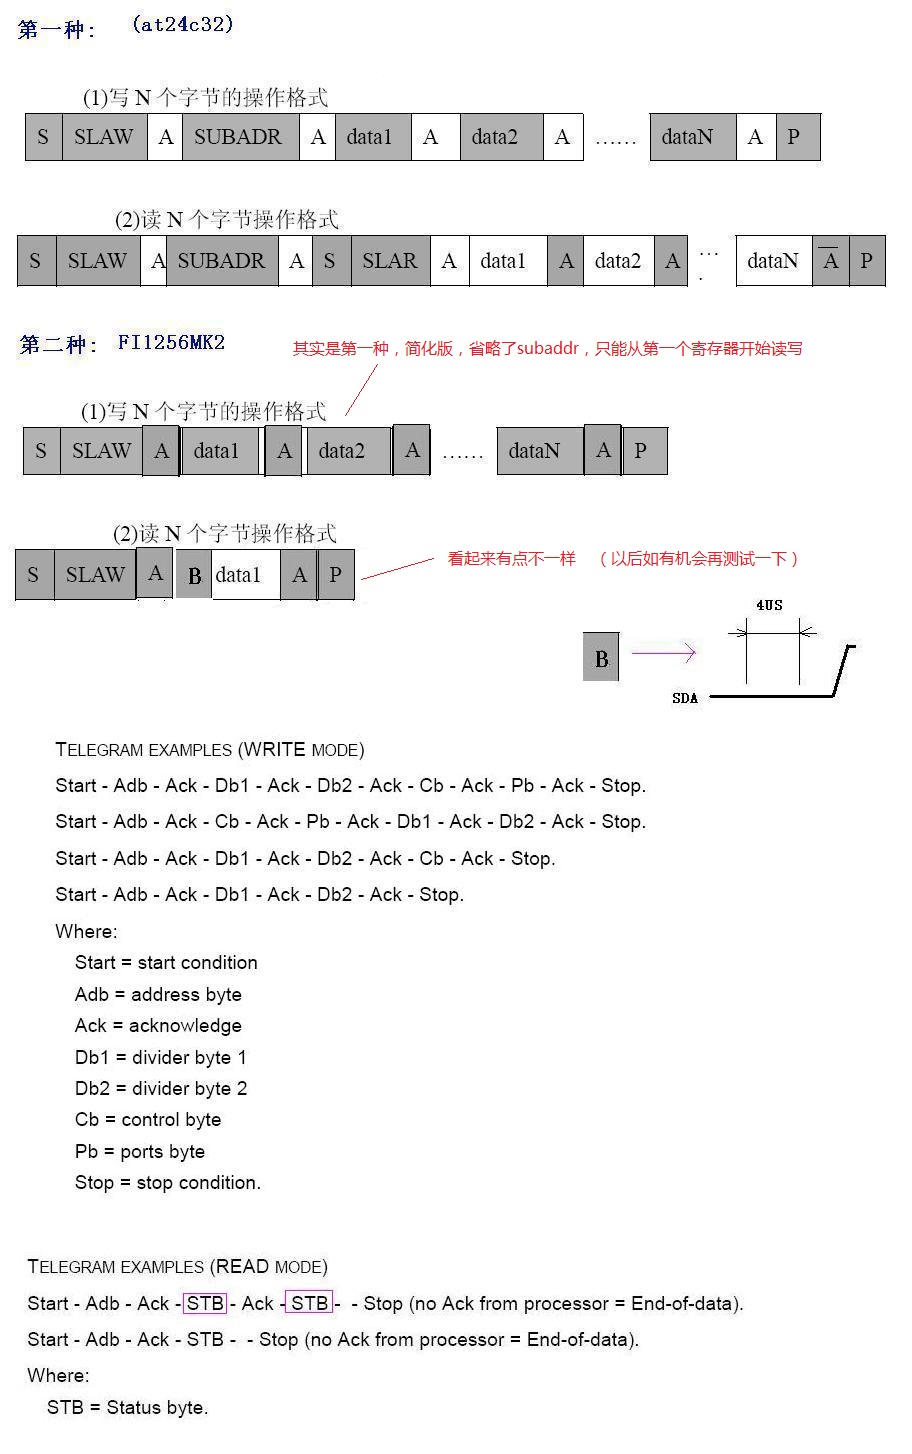 第一种: (at24c32)
(1)写 N 个字节的操作格式
S SLAW A SUBADR A data1 A data2 A …… dataN A P
(2)读 N 个字节操作格式
S SLAW A SUBADR A S SLAR A data1 A data2 A … . dataN A̅ P
第二种: FI1256MK2
其实是第一种，简化版，省略了subaddr，只能从第一个寄存器开始读写
(1)写 N 个字节的操作格式
S SLAW A data1 A data2 A …… dataN A P
(2)读 N 个字节操作格式
S SLAW A B data1 A P
看起来有点不一样 （以后如有机会再测试一下）
4US
B
SDA
TELEGRAM EXAMPLES (WRITE MODE)
Start - Adb - Ack - Db1 - Ack - Db2 - Ack - Cb - Ack - Pb - Ack - Stop.
Start - Adb - Ack - Cb - Ack - Pb - Ack - Db1 - Ack - Db2 - Ack - Stop.
Start - Adb - Ack - Db1 - Ack - Db2 - Ack - Cb - Ack - Stop.
Start - Adb - Ack - Db1 - Ack - Db2 - Ack - Stop.
Where:
Start = start condition
Adb = address byte
Ack = acknowledge
Db1 = divider byte 1
Db2 = divider byte 2
Cb = control byte
Pb = ports byte
Stop = stop condition.
TELEGRAM EXAMPLES (READ MODE)
Start - Adb - Ack - STB - Ack - STB - - Stop (no Ack from processor = End-of-data).
Start - Adb - Ack - STB - - Stop (no Ack from processor = End-of-data).
Where:
STB = Status byte.